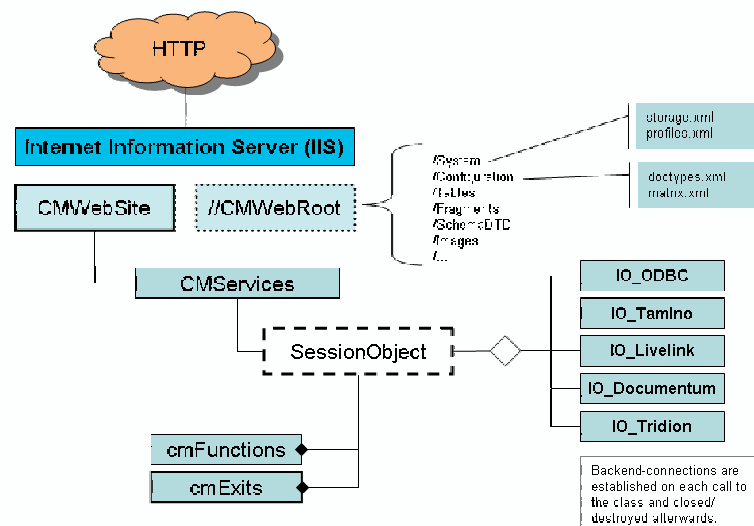 HTTP
Internet Information Server (IIS)
CMWebSite
//CMWebRoot
/System
/Configuration
/Tables
/Fragments
/SchemaDTD
/Images
/...
storage.xml
profiles.xml
doctypes.xml
matrix.xml
CMServices
SessionObject
IO_ODBC
IO_Tamino
IO_Livelink
IO_Documentum
IO_Tridion
cmFunctions
cmExits
Backend-connections are
established on each call to
the class and closed/
destroyed afterwards.